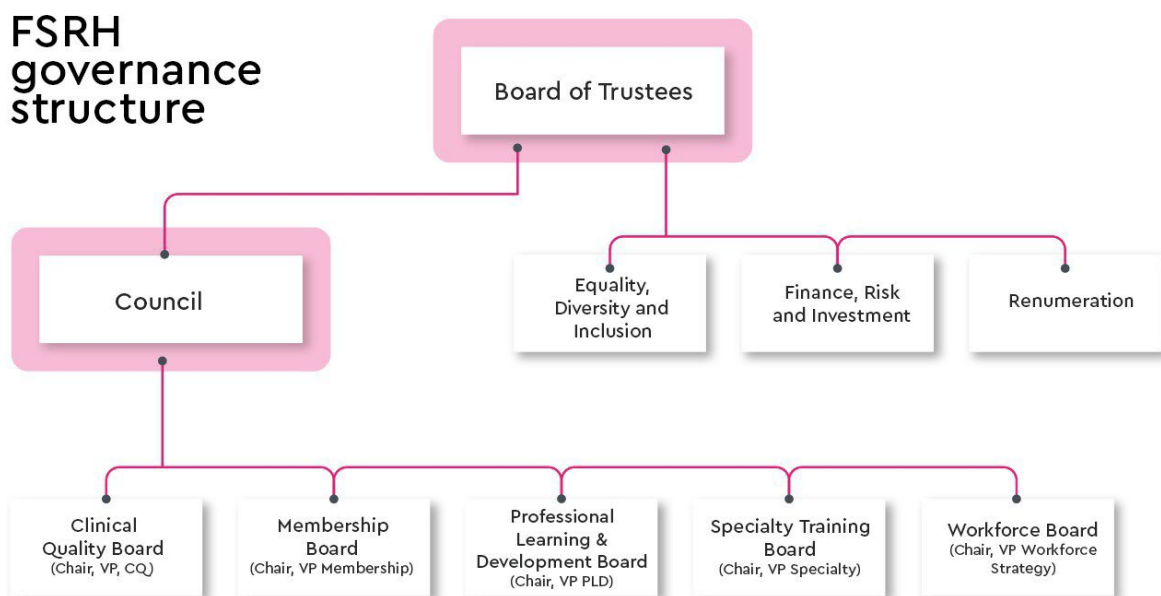 FSRH
governance
structure
Board of Trustees
Council
Equality,
Diversity and
Inclusion
Finance, Risk
and Investment
Renumeration
Clinical
Quality Board
(Chair, VP, CQ)
Membership
Board
(Chair, VP Membership)
Professional
Learning &
Development Board
(Chair, VP PLD)
Specialty Training
Board
(Chair, VP Specialty)
Workforce Board
(Chair, VP Workforce
Strategy)